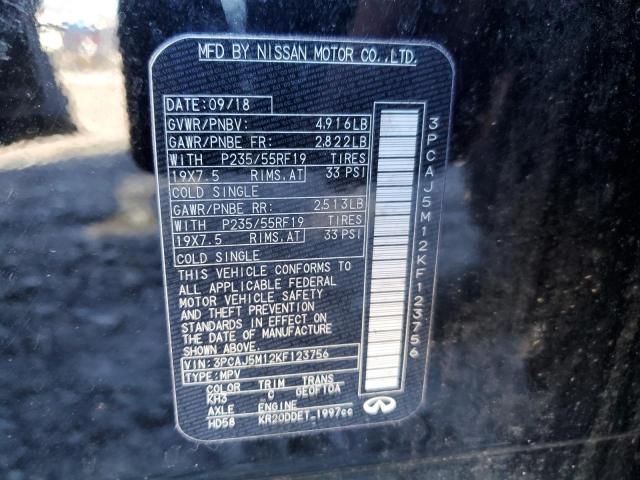 MFD BY NISSAN MOTOR CO.,LTD.
DATE: 09/18
GVWR/PNBV: 4,916LB
GAWR/PNBE FR: 2,822LB
WITH P235/55RF19 TIRES
19X7.5 RIMS,AT 33 PSI
COLD SINGLE
GAWR/PNBE RR: 2,513LB
WITH P235/55RF19 TIRES
19X7.5 RIMS,AT 33 PSI
COLD SINGLE
THIS VEHICLE CONFORMS TO
ALL APPLICABLE FEDERAL
MOTOR VEHICLE SAFETY
AND THEFT PREVENTION
STANDARDS IN EFFECT ON
THE DATE OF MANUFACTURE
SHOWN ABOVE.
VIN: 3PCAJ5M12KF123756
TYPE: MPV
COLOR TRIM TRANS
KH3 C GE0F10A
AXLE ENGINE
HD58 KR20DDET 1997cc
3PCAJ5M12KF123756